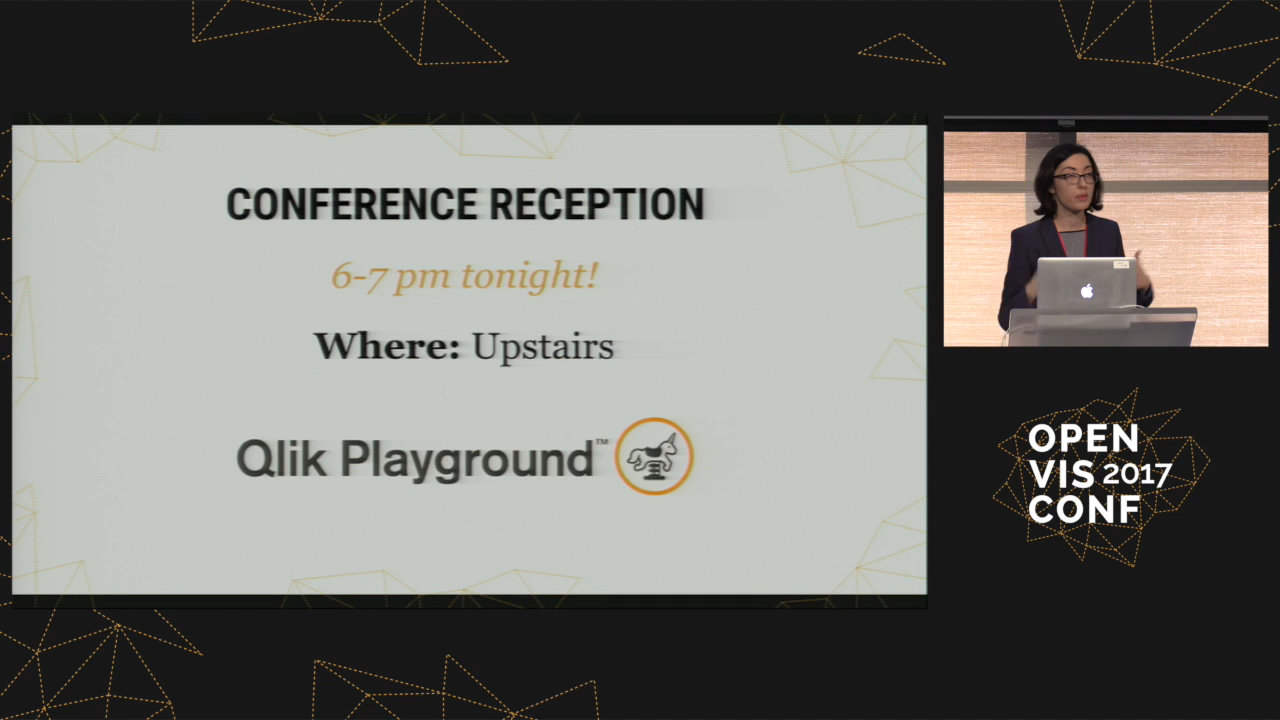 CONFERENCE RECEPTION
6-7 pm tonight!
Where: Upstairs
Qlik Playground™
OPEN
VIS 2017
CONF